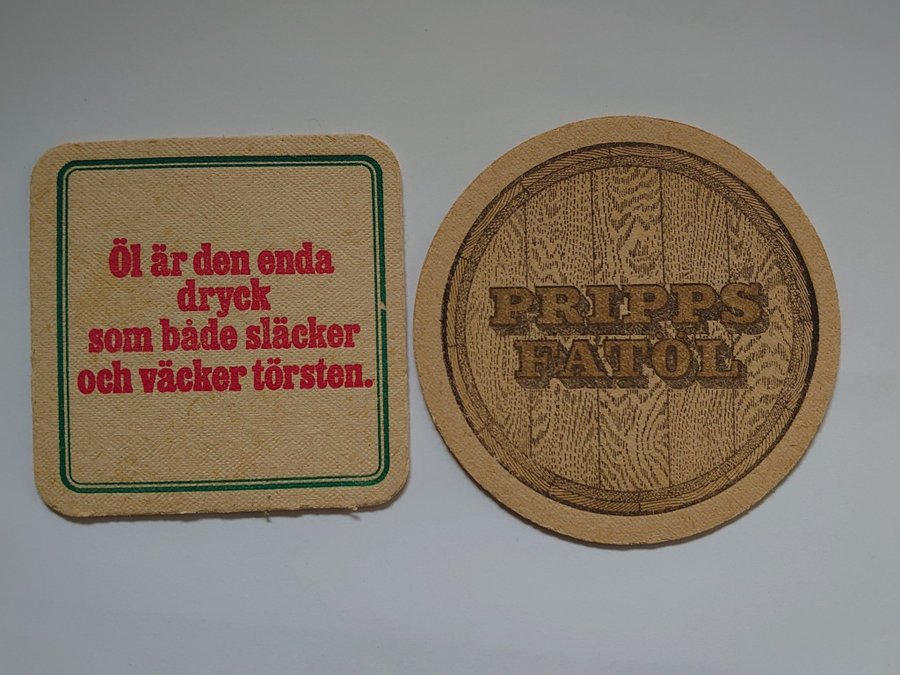 Öl är den enda
dryck
som både släcker
och väcker törsten.
PRIPPS
FATÖL